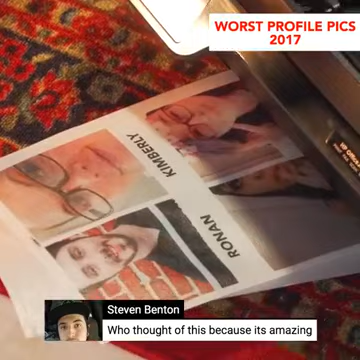 WORST PROFILE PICS
2017
KIMBERLY
RONAN
Steven Benton
Who thought of this because its amazing